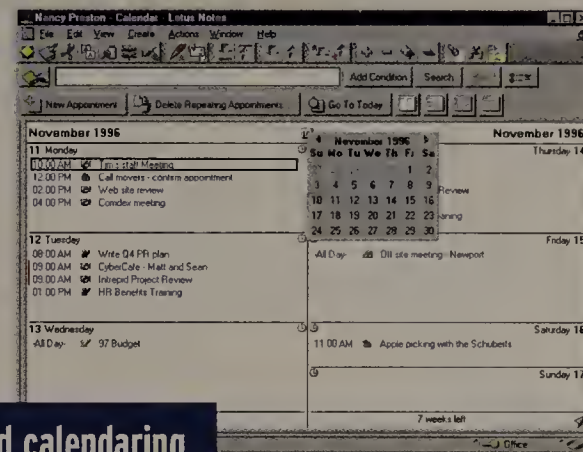 Nancy Preston - Calendar - Lotus Notes
File Edit View Create Actions Window Help
Add Condition Search
New Appointment Delete Repeating Appointments... Go To Today
November 1996
11 Monday
10:00 AM Tim's staff Meeting
12:00 PM Call movers - confirm appointment
02:00 PM Web site review
04:00 PM Comdex meeting
12 Tuesday
08:00 AM Write Q4 PR plan
09:00 AM CyberCafe - Matt and Sean
09:00 AM Intrepid Project Review
01:00 PM HR Benefits Training
13 Wednesday
-All Day- 97 Budget
November 1996
Su Mo Tu We Th Fr Sa
1 2
3 4 5 6 7 8 9
10 11 12 13 14 15 16
17 18 19 20 21 22 23
24 25 26 27 28 29 30
November 1996
Thursday 14
Review
aning
Friday 15
-All Day- Off site meeting - Newport
Saturday 16
11:00 AM Apple picking with the Schuberts
Sunday 17
7 weeks left
Office
d calendaring